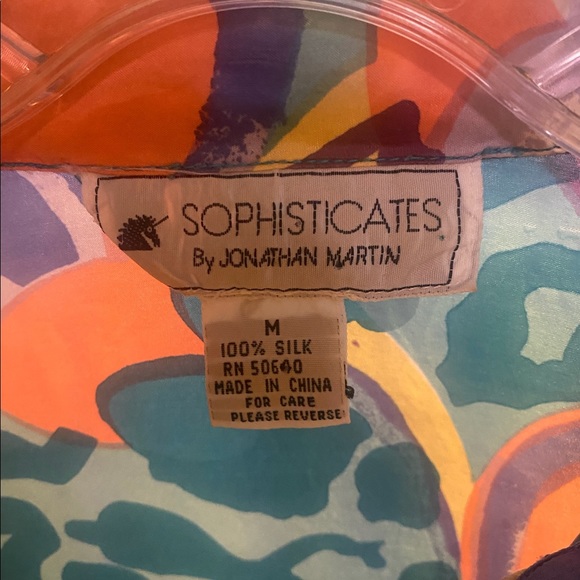 SOPHISTICATES
By JONATHAN MARTIN
M
100% SILK
RN 50640
MADE IN CHINA
FOR CARE
PLEASE REVERSE